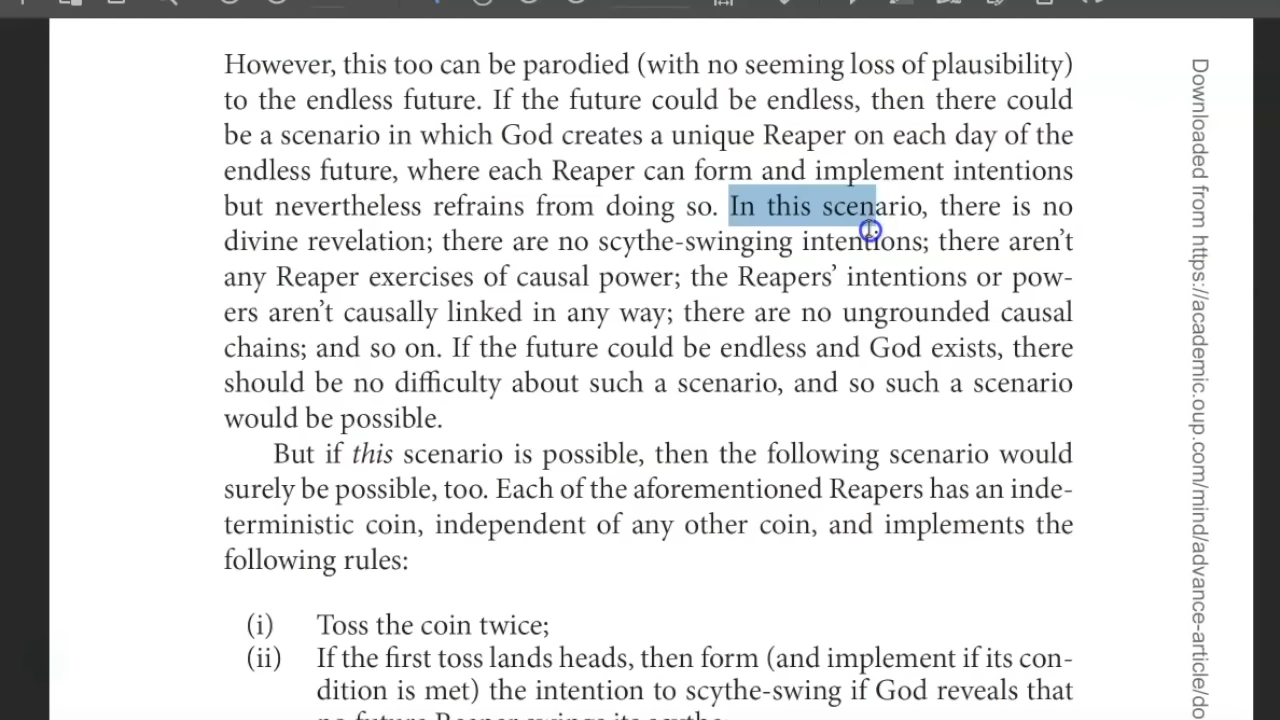 However, this too can be parodied (with no seeming loss of plausibility)
to the endless future. If the future could be endless, then there could
be a scenario in which God creates a unique Reaper on each day of the
endless future, where each Reaper can form and implement intentions
but nevertheless refrains from doing so. In this scenario, there is no
divine revelation; there are no scythe-swinging intentions; there aren't
any Reaper exercises of causal power; the Reapers' intentions or pow-
ers aren't causally linked in any way; there are no ungrounded causal
chains; and so on. If the future could be endless and God exists, there
should be no difficulty about such a scenario, and so such a scenario
would be possible.
But if this scenario is possible, then the following scenario would
surely be possible, too. Each of the aforementioned Reapers has an inde-
terministic coin, independent of any other coin, and implements the
following rules:
(i) Toss the coin twice;
(ii) If the first toss lands heads, then form (and implement if its con-
dition is met) the intention to scythe-swing if God reveals that
no future Reaper swings its scythe;
Downloaded from https://academic.oup.com/mind/advance-article/do